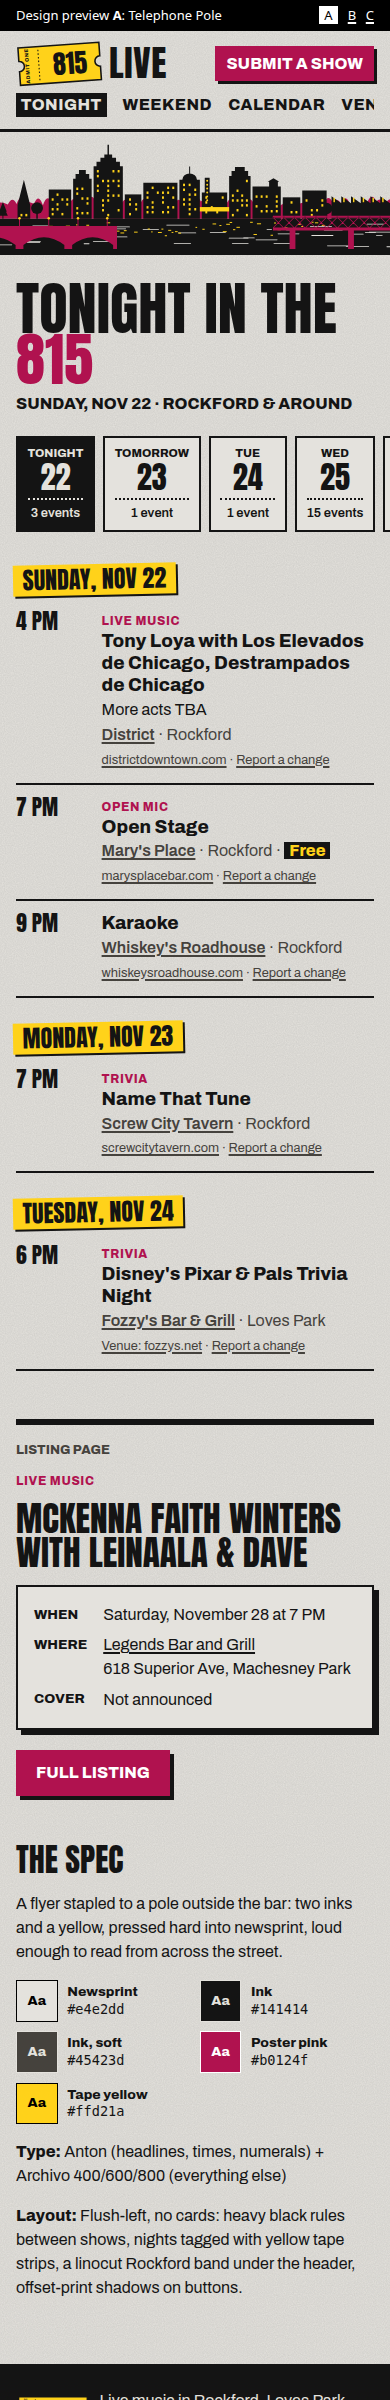 Design preview A: Telephone Pole
A B C
ADMIT ONE 815 LIVE
SUBMIT A SHOW
TONIGHT WEEKEND CALENDAR VEN
TONIGHT IN THE
815
SUNDAY, NOV 22 · ROCKFORD & AROUND
TONIGHT TOMORROW TUE WED
22 23 24 25
3 events 1 event 1 event 15 events
SUNDAY, NOV 22
4 PM
LIVE MUSIC
Tony Loya with Los Elevados
de Chicago, Destrampados
de Chicago
More acts TBA
District · Rockford
districtdowntown.com · Report a change
7 PM
OPEN MIC
Open Stage
Mary's Place · Rockford · Free
marysplacebar.com · Report a change
9 PM
Karaoke
Whiskey's Roadhouse · Rockford
whiskeysroadhouse.com · Report a change
MONDAY, NOV 23
7 PM
TRIVIA
Name That Tune
Screw City Tavern · Rockford
screwcitytavern.com · Report a change
TUESDAY, NOV 24
6 PM
TRIVIA
Disney's Pixar & Pals Trivia
Night
Fozzy's Bar & Grill · Loves Park
Venue: fozzys.net · Report a change
LISTING PAGE
LIVE MUSIC
MCKENNA FAITH WINTERS
WITH LEINAALA & DAVE
WHEN Saturday, November 28 at 7 PM
WHERE Legends Bar and Grill
618 Superior Ave, Machesney Park
COVER Not announced
FULL LISTING
THE SPEC
A flyer stapled to a pole outside the bar: two inks
and a yellow, pressed hard into newsprint, loud
enough to read from across the street.
Aa Newsprint #e4e2dd
Aa Ink #141414
Aa Ink, soft #45423d
Aa Poster pink #b0124f
Aa Tape yellow #ffd21a
Type: Anton (headlines, times, numerals) +
Archivo 400/600/800 (everything else)
Layout: Flush-left, no cards: heavy black rules
between shows, nights tagged with yellow tape
strips, a linocut Rockford band under the header,
offset-print shadows on buttons.
Live music in Rockford, Loves Park,